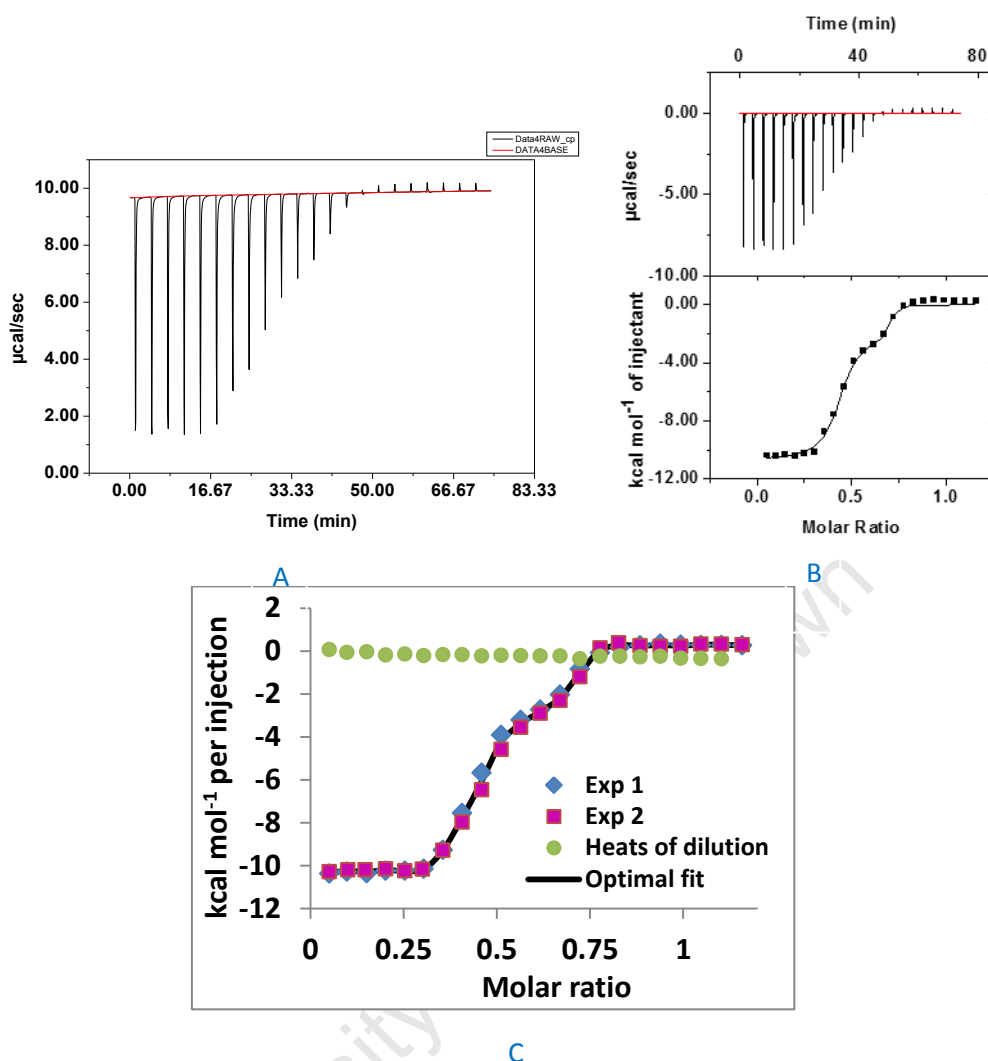 Time (min)
0 40 80
0.00
-5.00
-10.00
µcal/sec
0.00
-4.00
-8.00
-12.00
kcal mol⁻¹ of injectant
0.0 0.5 1.0
Molar Ratio
Data4RAW_cp
DATA4BASE
10.00
8.00
10.00
6.00
4.00
2.00
0.00
µcal/sec
0.00 16.67 33.33 50.00 66.67 83.33
Time (min)
A
B
2
0
-2
-4
-6
-8
-10
-12
kcal mol⁻¹ per injection
Exp 1
Exp 2
Heats of dilution
Optimal fit
0 0.25 0.5 0.75 1
Molar ratio
C